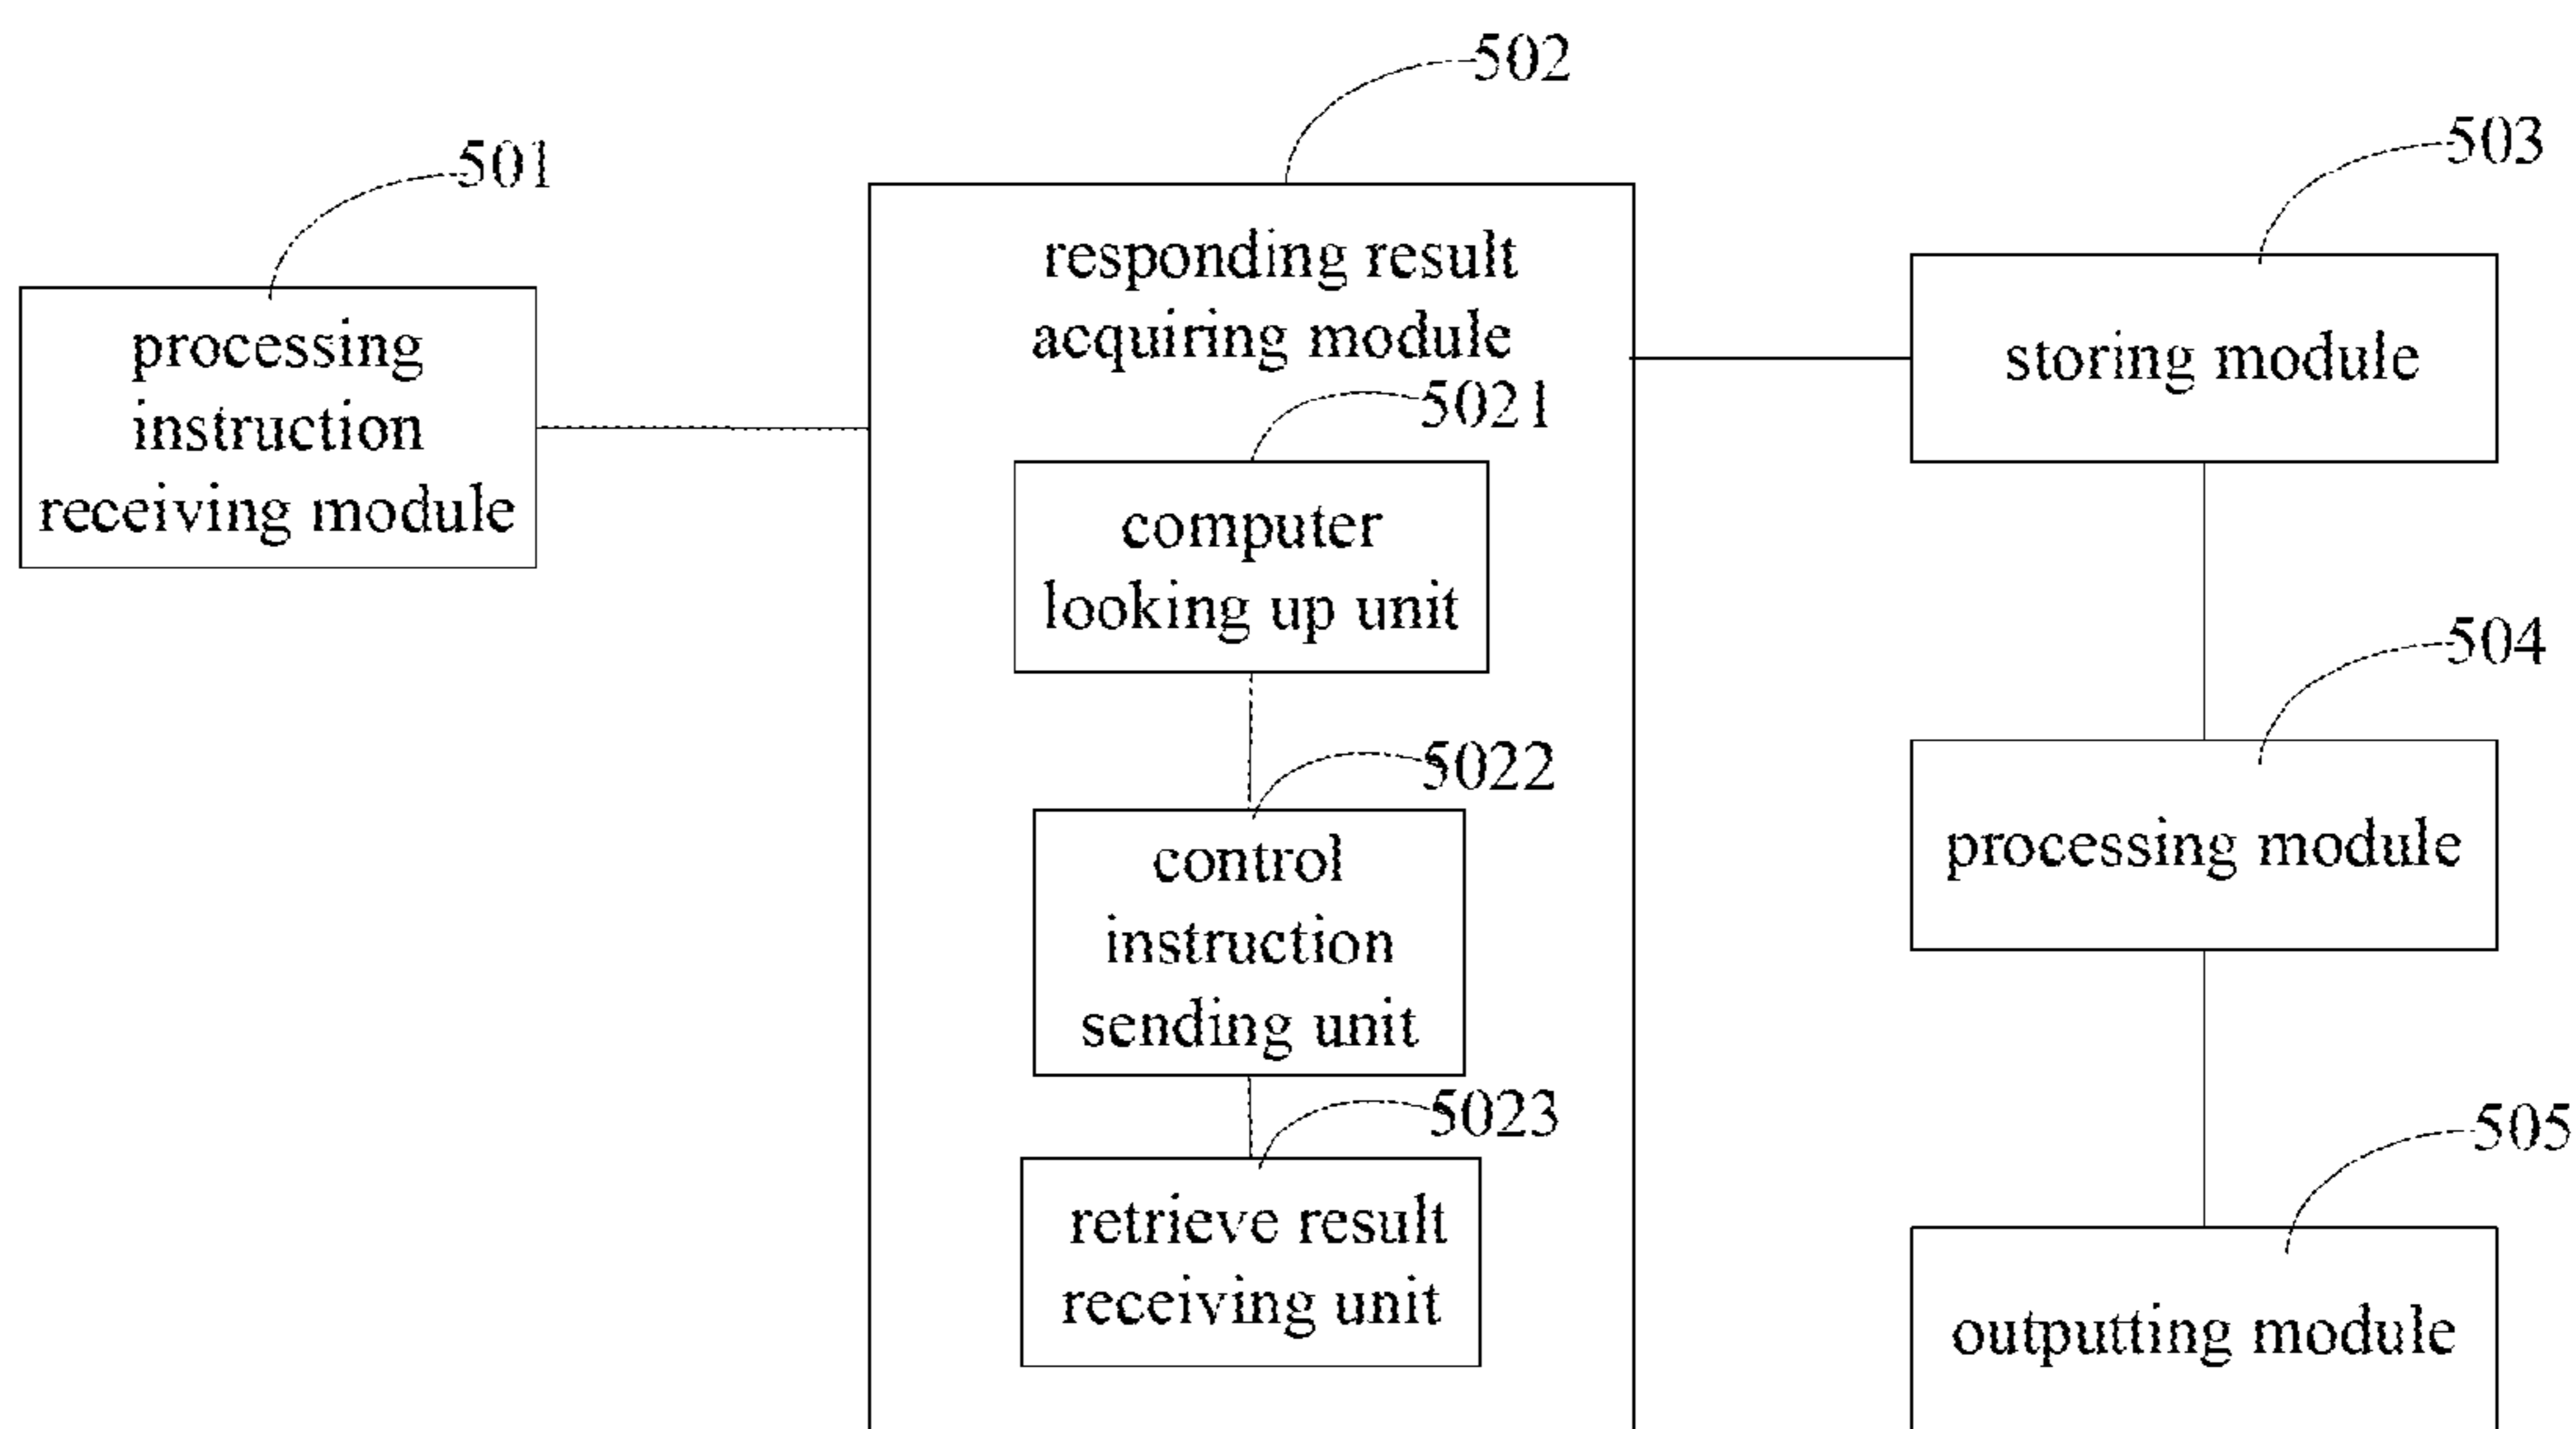 501
processing
instruction
receiving module
502
responding result
acquiring module
5021
computer
looking up unit
5022
control
instruction
sending unit
5023
retrieve result
receiving unit
503
storing module
504
processing module
505
outputting module